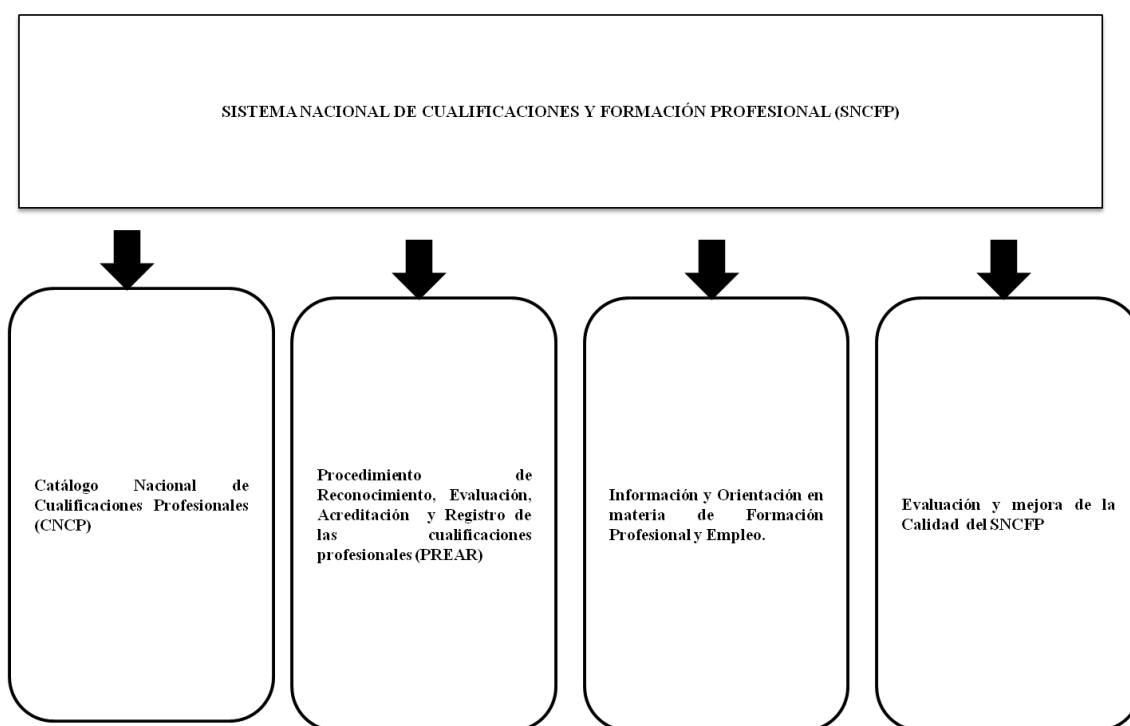 SISTEMA NACIONAL DE CUALIFICACIONES Y FORMACIÓN PROFESIONAL (SNCFP)
Catálogo Nacional de
Cualificaciones Profesionales
(CNCP)
Procedimiento de
Reconocimiento, Evaluación,
Acreditación y Registro de
las cualificaciones
profesionales (PREAR)
Información y Orientación en
materia de Formación
Profesional y Empleo.
Evaluación y mejora de la
Calidad del SNCFP